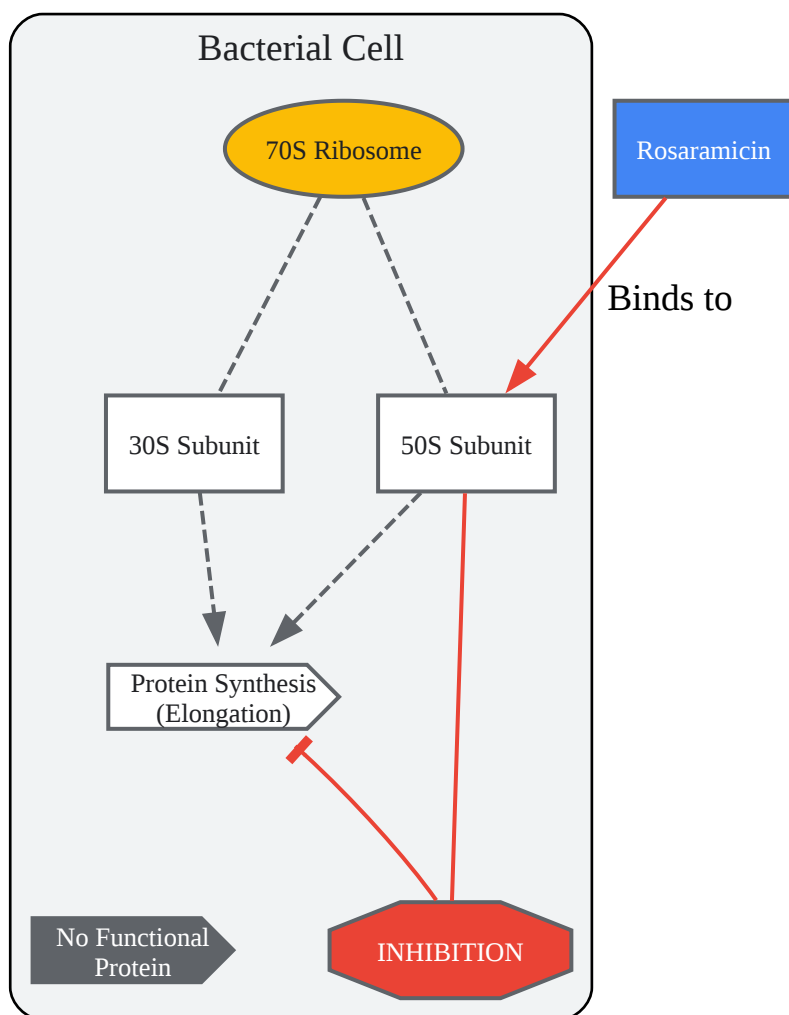 Bacterial Cell
70S Ribosome
Rosaramicin
Binds to
30S Subunit
50S Subunit
Protein Synthesis
(Elongation)
No Functional
Protein
INHIBITION